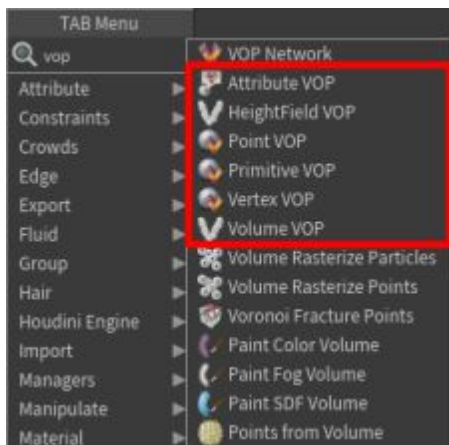 TAB Menu
vop
Attribute
Constraints
Crowds
Edge
Export
Fluid
Group
Hair
Houdini Engine
Import
Managers
Manipulate
Material
VOP Network
Attribute VOP
HeightField VOP
Point VOP
Primitive VOP
Vertex VOP
Volume VOP
Volume Rasterize Particles
Volume Rasterize Points
Voronoi Fracture Points
Paint Color Volume
Paint Fog Volume
Paint SDF Volume
Points from Volume